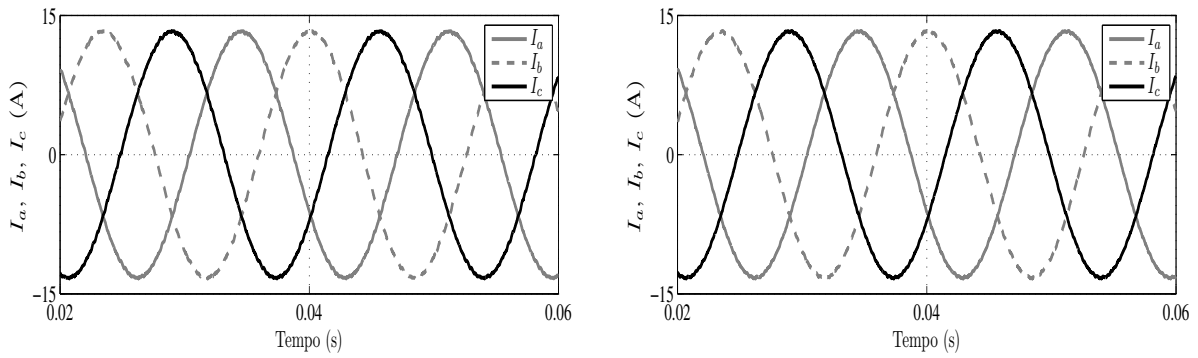 15
0
−15
0.02
0.04
0.06
Tempo (s)
I_a, I_b, I_c (A)
I_a
I_b
I_c
15
0
−15
0.02
0.04
0.06
Tempo (s)
I_a, I_b, I_c (A)
I_a
I_b
I_c